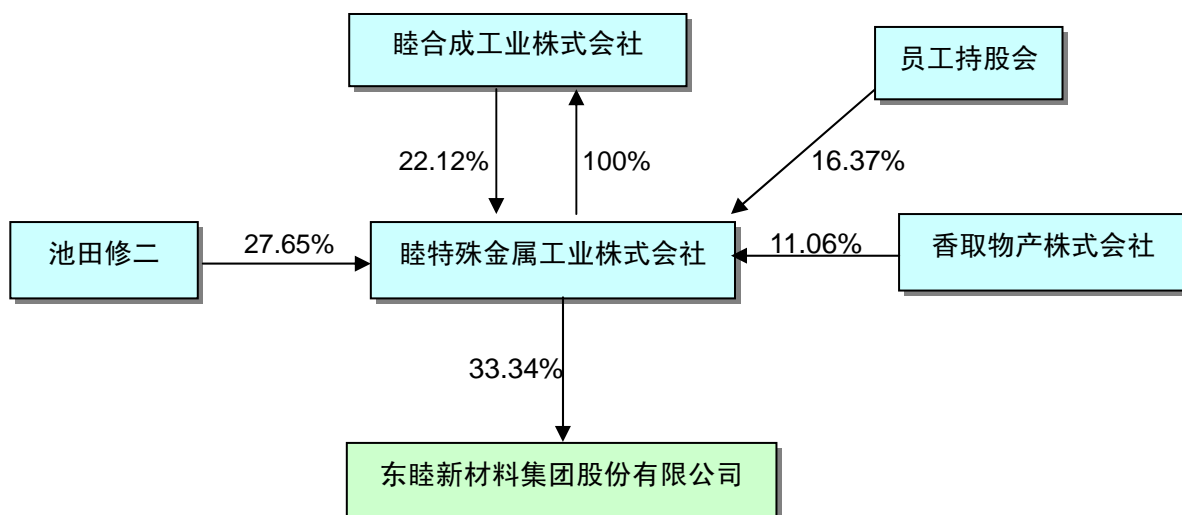 睦合成工业株式会社
员工持股会
22.12%
100%
16.37%
池田修二
27.65%
睦特殊金属工业株式会社
11.06%
香取物产株式会社
33.34%
东睦新材料集团股份有限公司